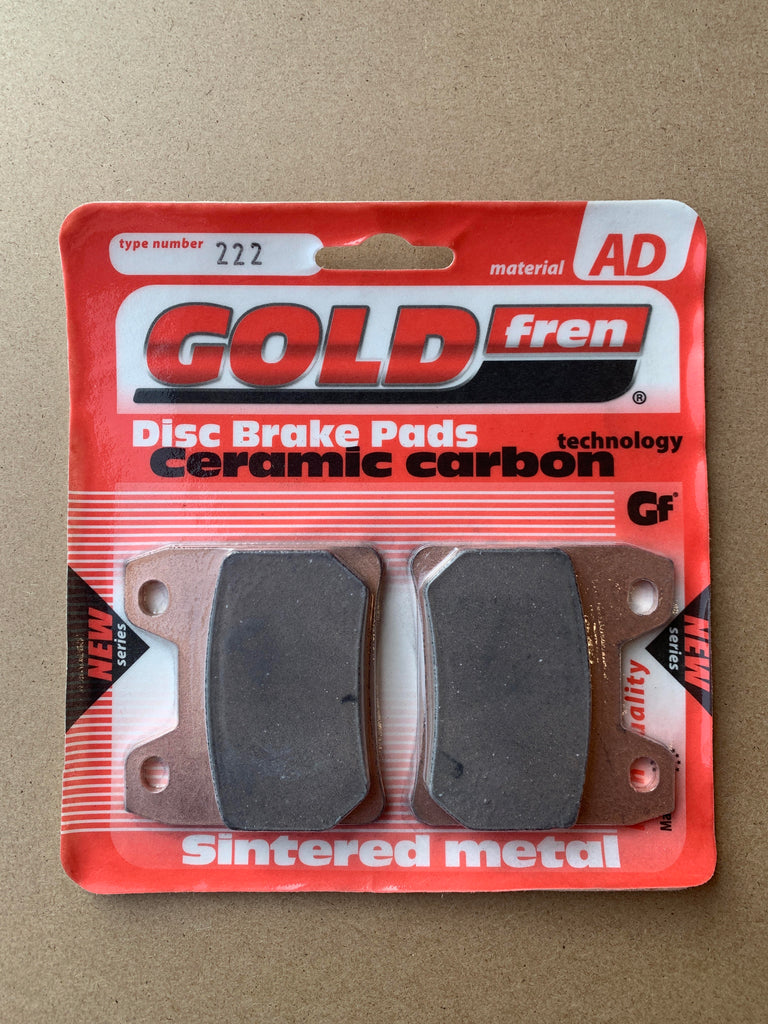 type number 222
material AD
GOLD fren
®
Disc Brake Pads
technology
Ceramic carbon
Gf
NEW series
NEW series
Sintered metal